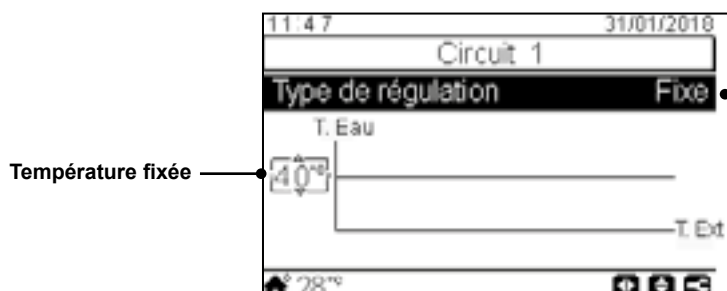 11:47 31/01/2018
Circuit 1
Type de régulation Fixe
T. Eau
Température fixée
40°c
T. Ext
28°c